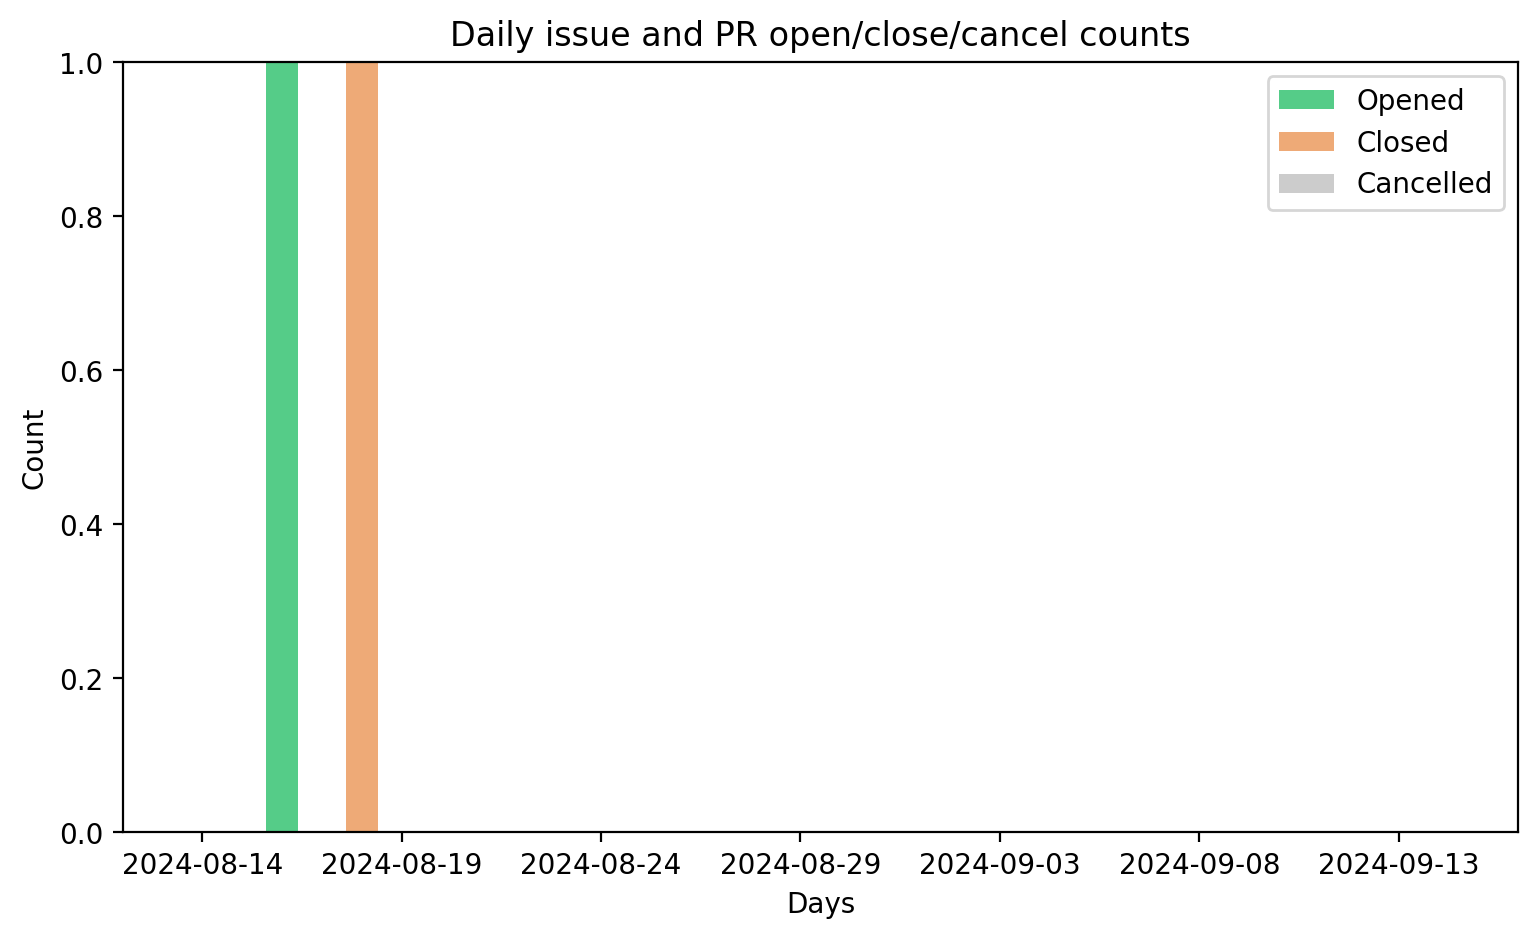 Daily issue and PR open/close/cancel counts
1.0
0.8
0.6
0.4
0.2
0.0
Count
Opened
Closed
Cancelled
2024-08-14 2024-08-19 2024-08-24 2024-08-29 2024-09-03 2024-09-08 2024-09-13
Days